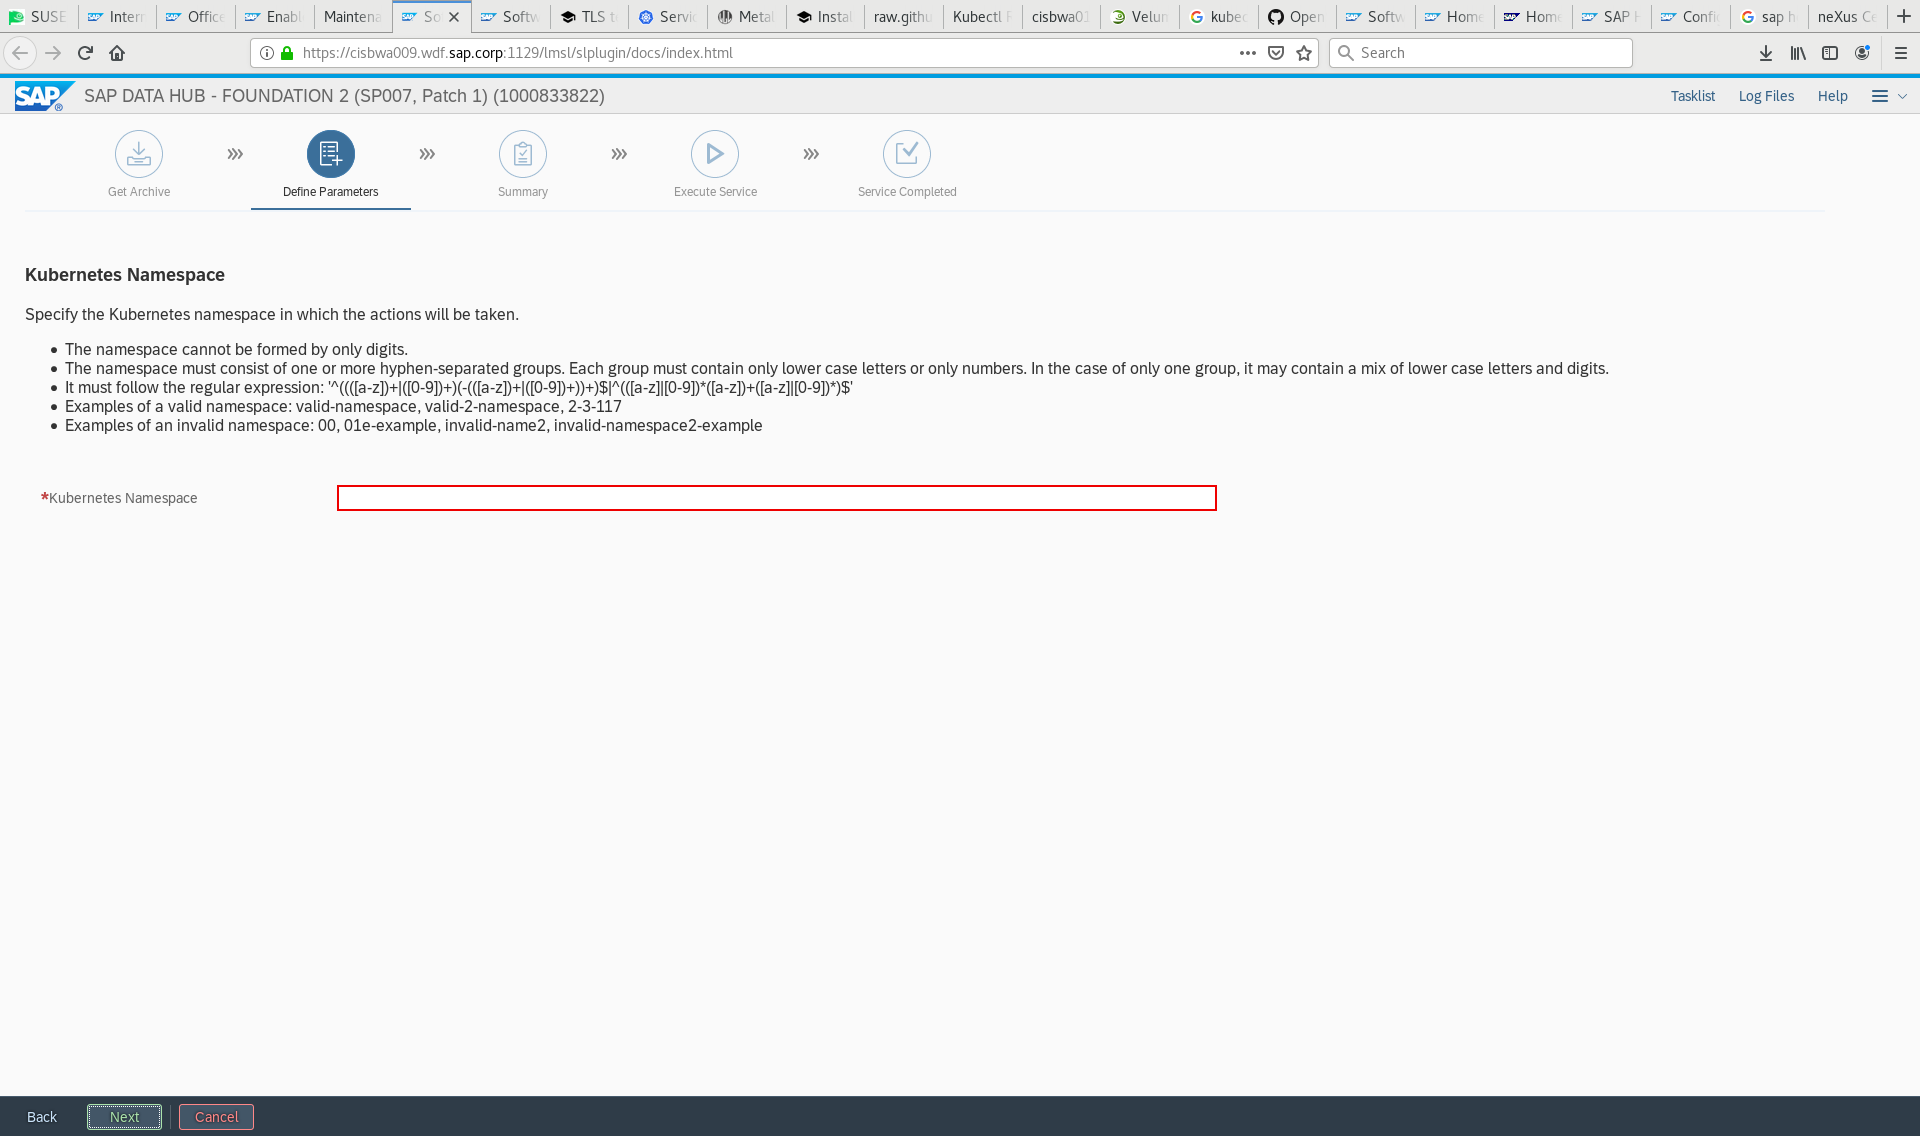 SUSE Intern Office Enabl Maintena So Softw TLS t Servic Metal Instal raw.githu Kubectl cisbwa01 Velum kubec Open Softw Home Home SAP H Config sap h neXus Ce
https://cisbwa009.wdf.sap.corp:1129/lmsl/slplugin/docs/index.html Search
SAP SAP DATA HUB - FOUNDATION 2 (SP007, Patch 1) (1000833822) Tasklist Log Files Help
Get Archive Define Parameters Summary Execute Service Service Completed
Kubernetes Namespace
Specify the Kubernetes namespace in which the actions will be taken.
• The namespace cannot be formed by only digits.
• The namespace must consist of one or more hyphen-separated groups. Each group must contain only lower case letters or only numbers. In the case of only one group, it may contain a mix of lower case letters and digits.
• It must follow the regular expression: '^((([a-z])+|([0-9])+)(-(([a-z])+|([0-9])+))+)$|^(([a-z]|[0-9])*([a-z])+([a-z]|[0-9])*)$'
• Examples of a valid namespace: valid-namespace, valid-2-namespace, 2-3-117
• Examples of an invalid namespace: 00, 01e-example, invalid-name2, invalid-namespace2-example
*Kubernetes Namespace
Back Next Cancel